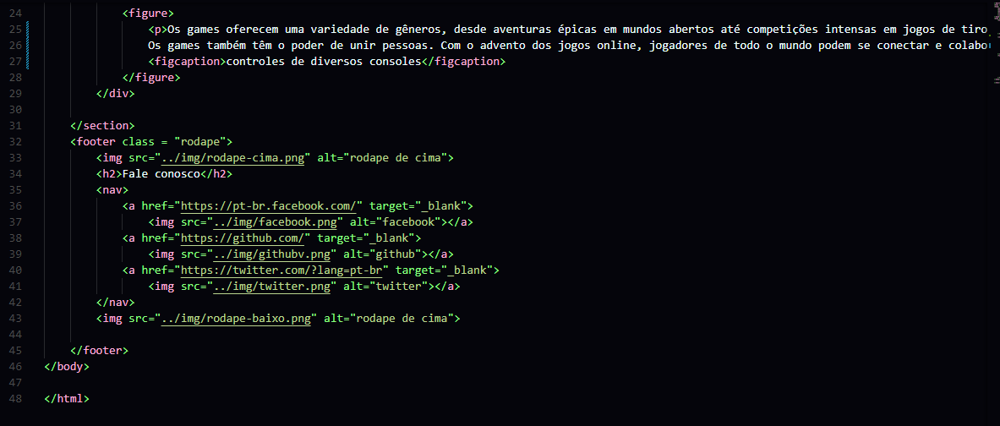 24 <figure>
25 <p>Os games oferecem uma variedade de gêneros, desde aventuras épicas em mundos abertos até competições intensas em jogos de tiro
26 Os games também têm o poder de unir pessoas. Com o advento dos jogos online, jogadores de todo o mundo podem se conectar e colabo
27 <figcaption>controles de diversos consoles</figcaption>
28 </figure>
29 </div>
30
31 </section>
32 <footer class = "rodape">
33 <img src="../img/rodape-cima.png" alt="rodape de cima">
34 <h2>Fale conosco</h2>
35 <nav>
36 <a href="https://pt-br.facebook.com/" target="_blank">
37 <img src="../img/facebook.png" alt="facebook"></a>
38 <a href="https://github.com/" target="_blank">
39 <img src="../img/githubv.png" alt="github"></a>
40 <a href="https://twitter.com/?lang=pt-br" target="_blank">
41 <img src="../img/twitter.png" alt="twitter"></a>
42 </nav>
43 <img src="../img/rodape-baixo.png" alt="rodape de cima">
44
45 </footer>
46 </body>
47
48 </html>